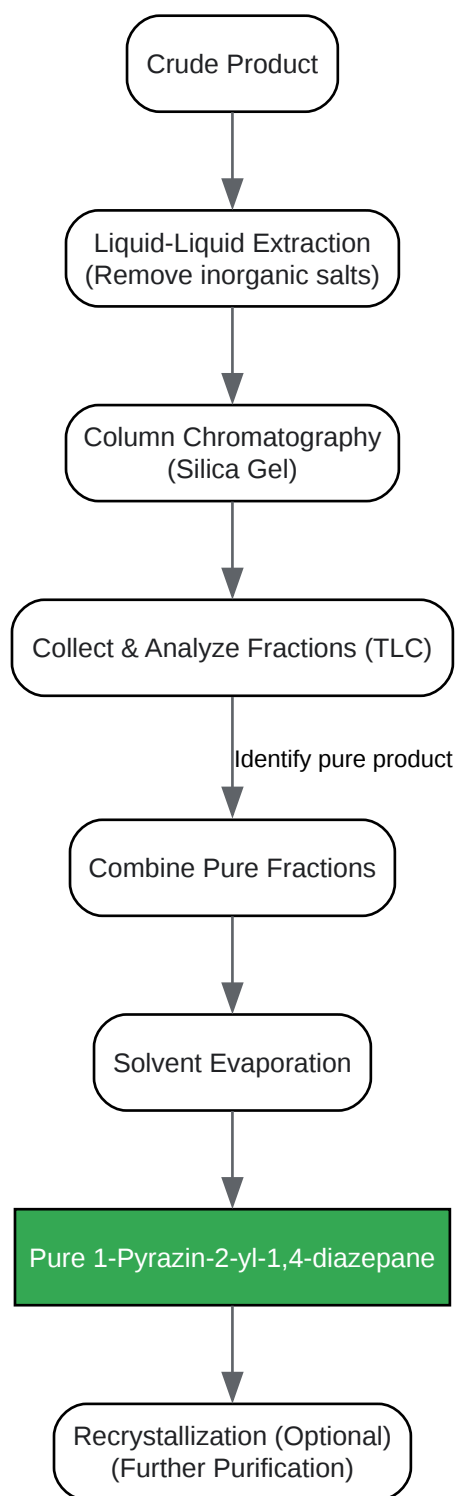 Crude Product
Liquid-Liquid Extraction
(Remove inorganic salts)
Column Chromatography
(Silica Gel)
Collect & Analyze Fractions (TLC)
Identify pure product
Combine Pure Fractions
Solvent Evaporation
Pure 1-Pyrazin-2-yl-1,4-diazepane
Recrystallization (Optional)
(Further Purification)